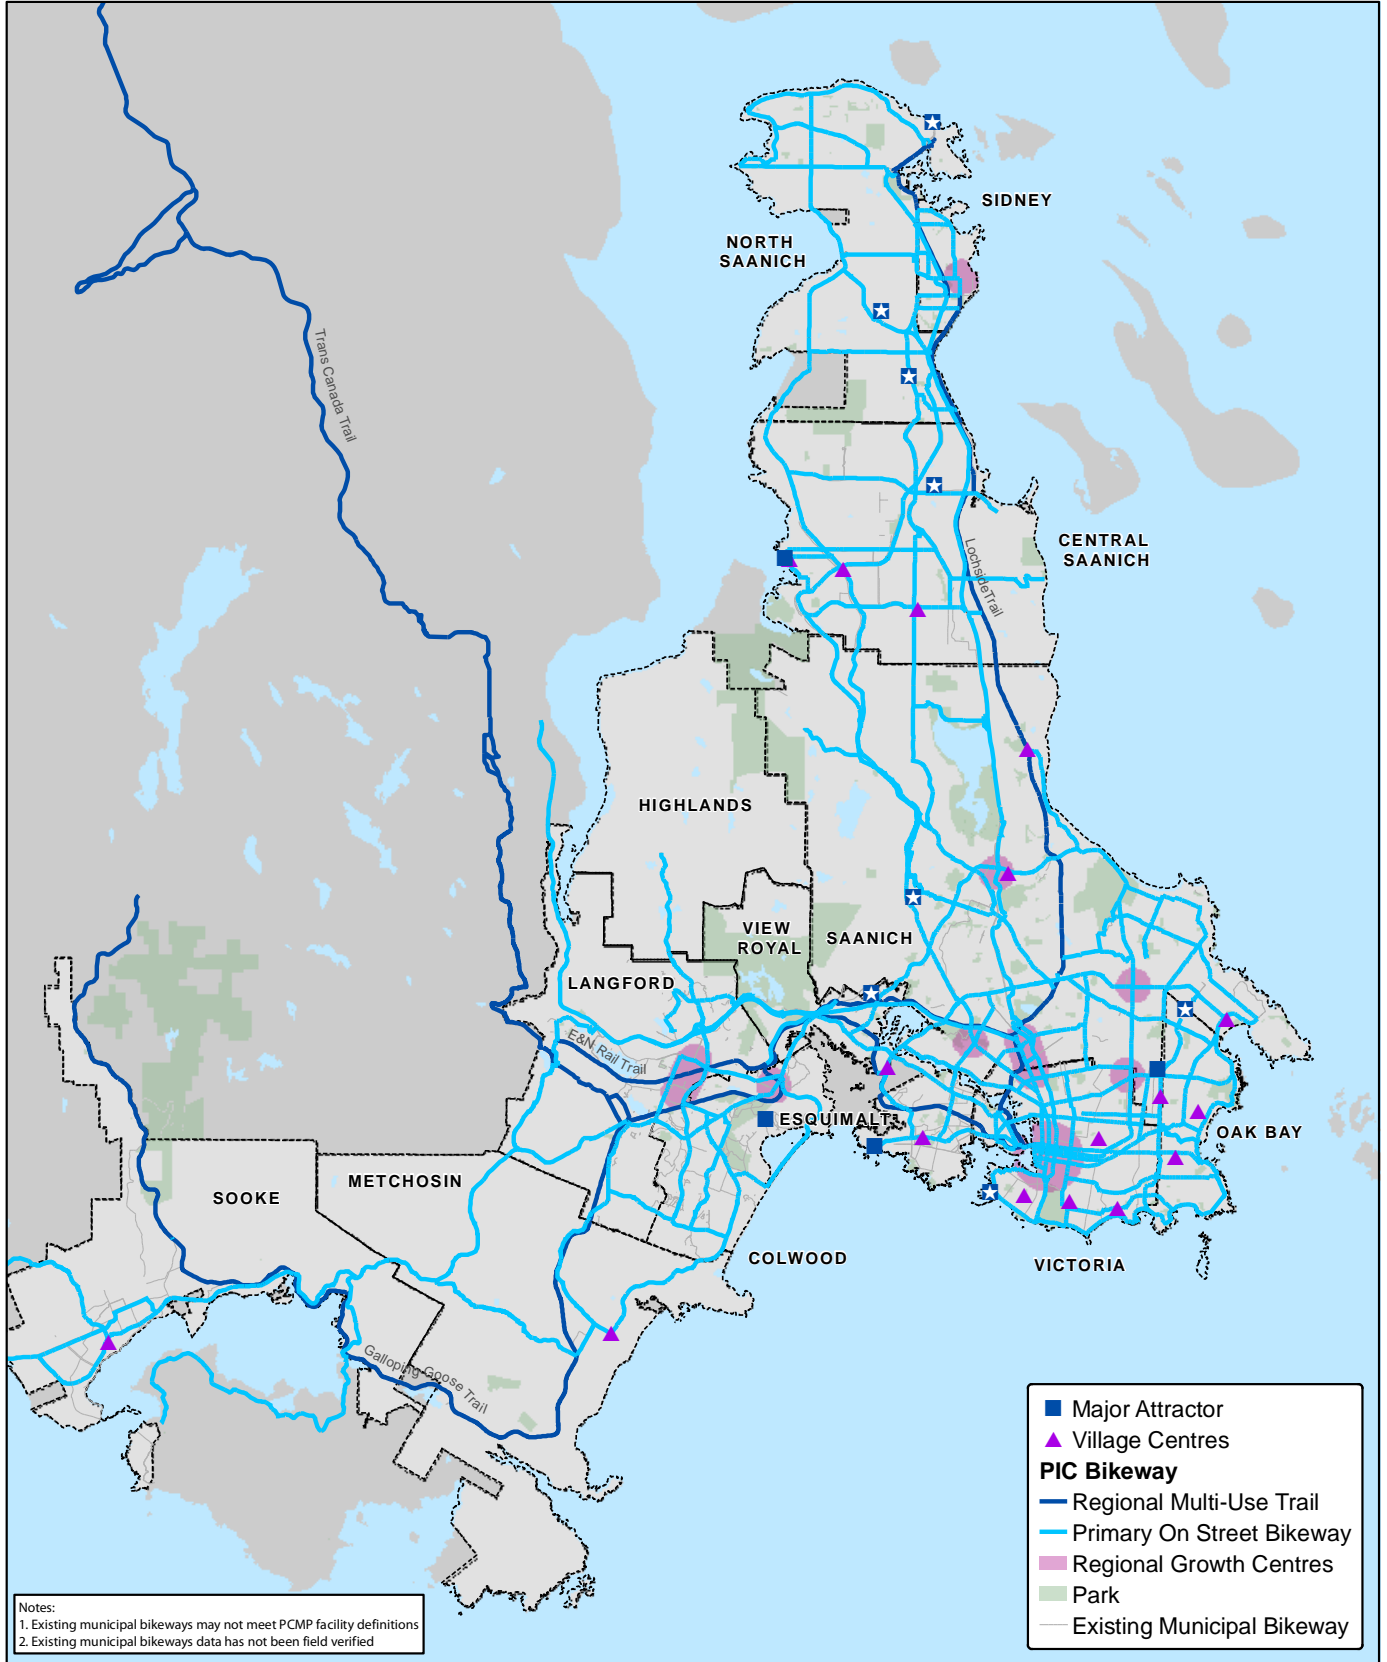 SIDNEY
NORTH
SAANICH
Trans Canada Trail
CENTRAL
SAANICH
LochsideTrail
HIGHLANDS
VIEW
ROYAL
SAANICH
LANGFORD
E&N Rail Trail
ESQUIMALT
OAK BAY
METCHOSIN
SOOKE
COLWOOD
VICTORIA
Galloping Goose Trail
Major Attractor
Village Centres
PIC Bikeway
Regional Multi-Use Trail
Primary On Street Bikeway
Regional Growth Centres
Park
Existing Municipal Bikeway
Notes:
1. Existing municipal bikeways may not meet PCMP facility definitions
2. Existing municipal bikeways data has not been field verified